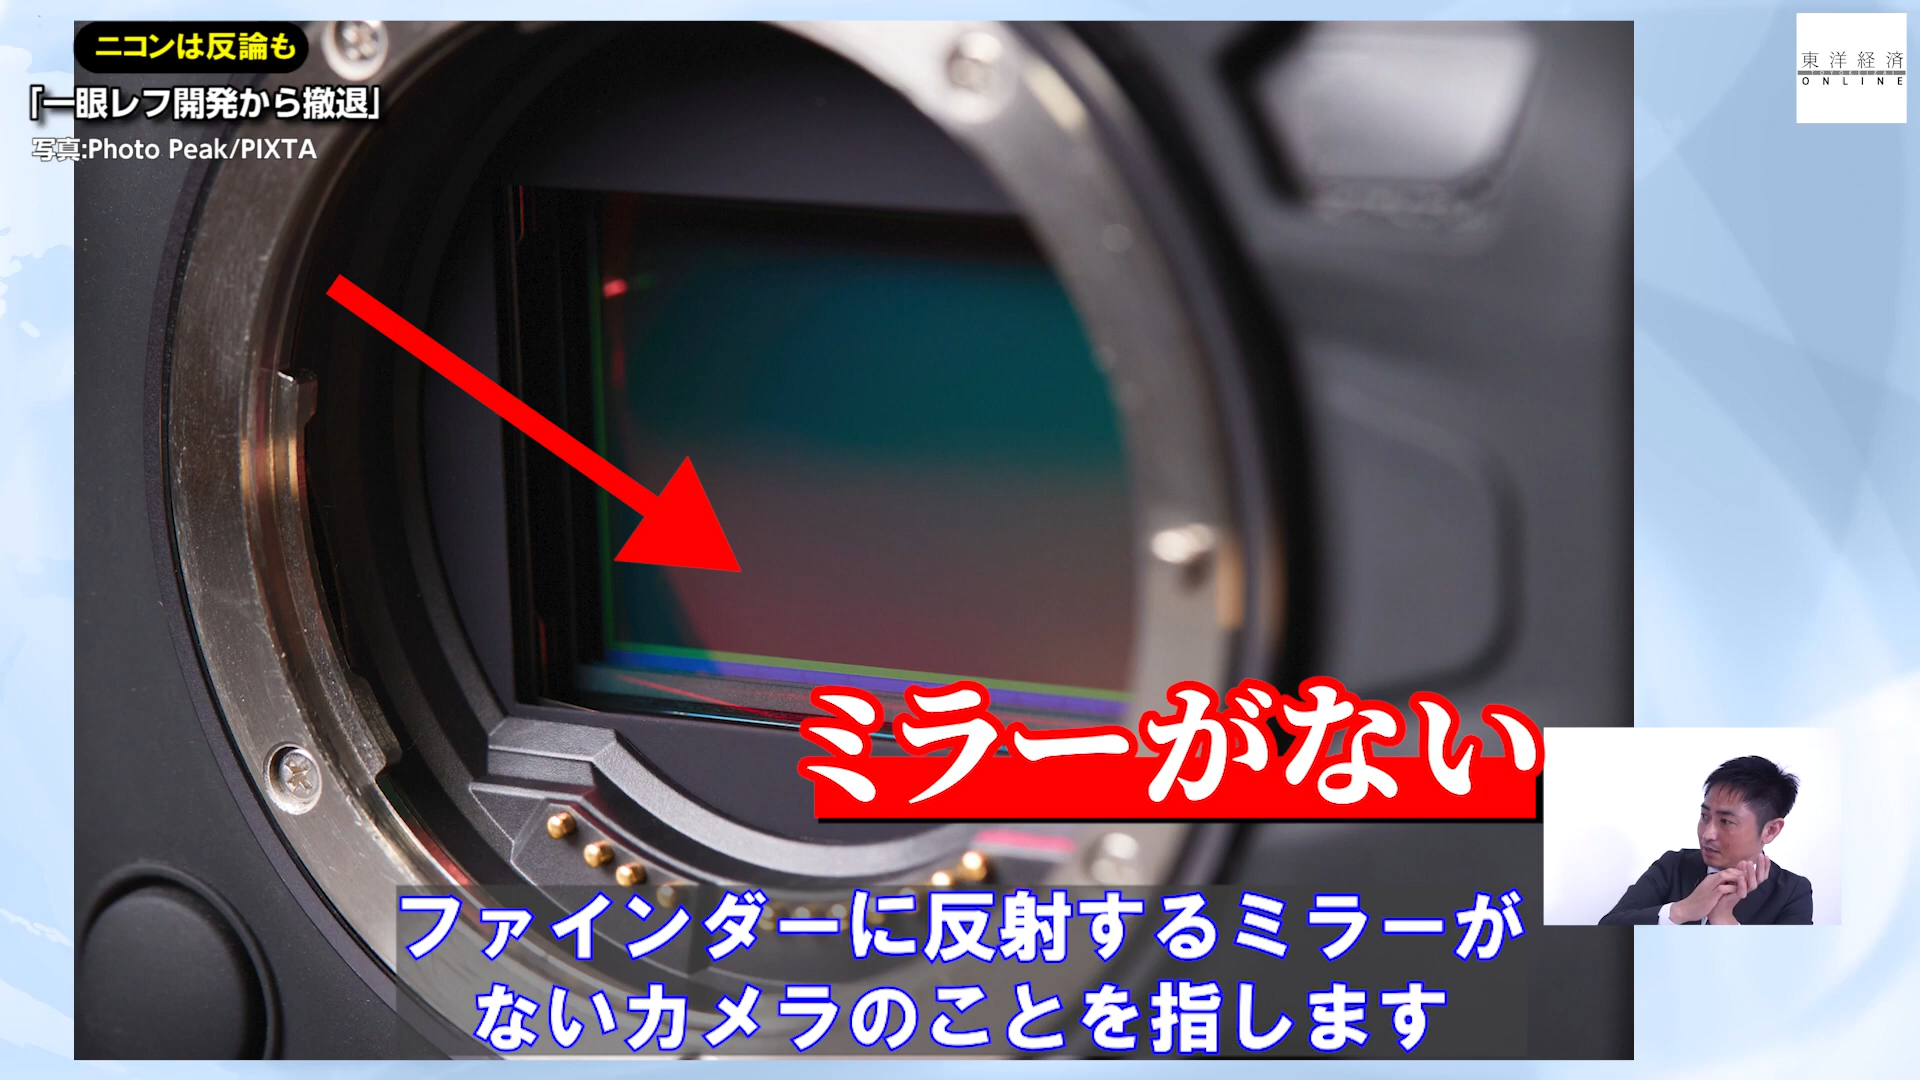 ニコンは反論も
「一眼レフ開発から撤退」
写真:Photo Peak/PIXTA
東洋経済
TOYOKEIZAI
ONLINE
ミラーがない
ファインダーに反射するミラーが
ないカメラのことを指します